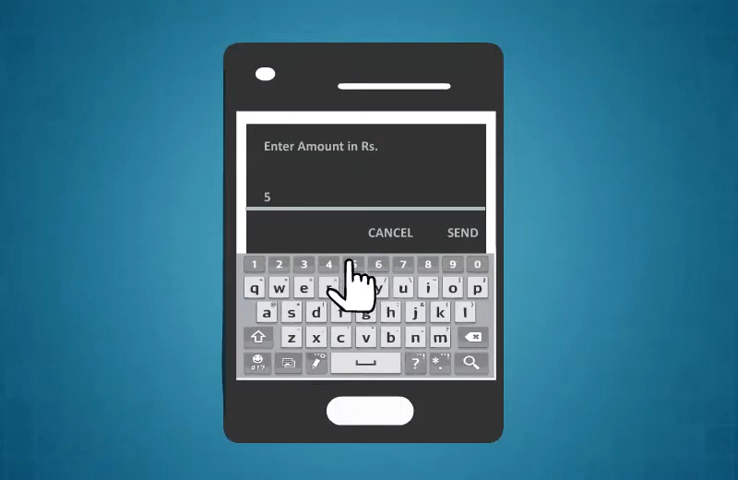 Enter Amount in Rs.
5
CANCEL SEND
1 2 3 4 5 6 7 8 9 0
q w e y u i o p
a s d f g h j k l
z x c v b n m